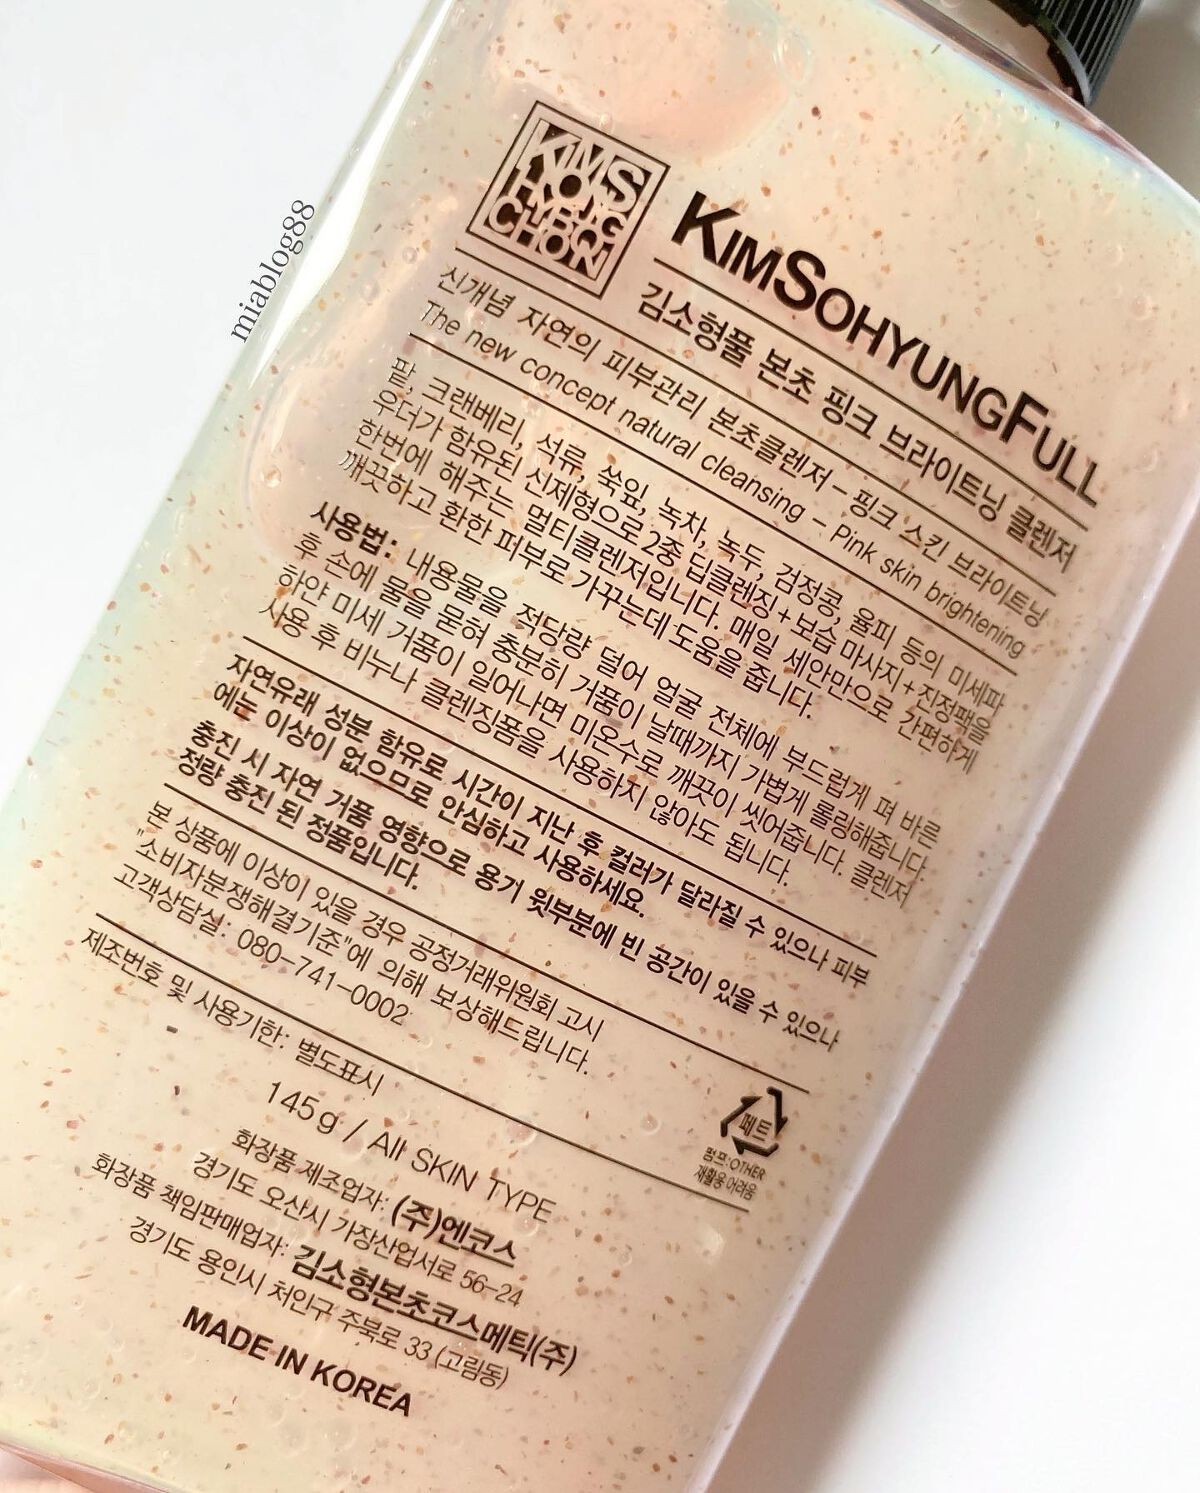 miablog88
KIMS
HONG
HYEO
CHON
KIMSOHYUNGFULL
김소형풀 본초 핑크 브라이트닝 클렌저
신개념 자연의 피부관리 본초클렌저 – 핑크 스킨 브라이트닝
The new concept natural cleansing – Pink skin brightening
팥, 크랜베리, 석류, 쑥잎, 녹차, 녹두, 검정콩, 율피 등의 미세파
우더가 함유된 신제형으로 2중 딥클렌징+보습 마사지+진정팩을
한번에 해주는 멀티클렌저입니다. 매일 세안만으로 간편하게
깨끗하고 환한 피부로 가꾸는데 도움을 줍니다.
사용법: 내용물을 적당량 덜어 얼굴 전체에 부드럽게 펴 바른
후 손에 물을 묻혀 충분히 거품이 날때까지 가볍게 롤링해줍니다.
하얀 미세 거품이 일어나면 미온수로 깨끗이 씻어줍니다. 클렌저
사용 후 비누나 클렌징폼을 사용하지 않아도 됩니다.
자연유래 성분 함유로 시간이 지난 후 컬러가 달라질 수 있으나 피부
에는 이상이 없으므로 안심하고 사용하세요.
충진 시 자연 거품 영향으로 용기 윗부분에 빈 공간이 있을 수 있으나
정량 충진 된 정품입니다.
본 상품에 이상이 있을 경우 공정거래위원회 고시
"소비자분쟁해결기준"에 의해 보상해드립니다.
고객상담실: 080-741-0002
제조번호 및 사용기한: 별도표시
페트
펌프:OTHER
재활용 어려움
145g / All SKIN TYPE
화장품 제조업자: (주)엔코스
경기도 오산시 가장산업서로 56-24
화장품 책임판매업자: 김소형본초코스메틱(주)
경기도 용인시 처인구 주북로 33 (고림동)
MADE IN KOREA